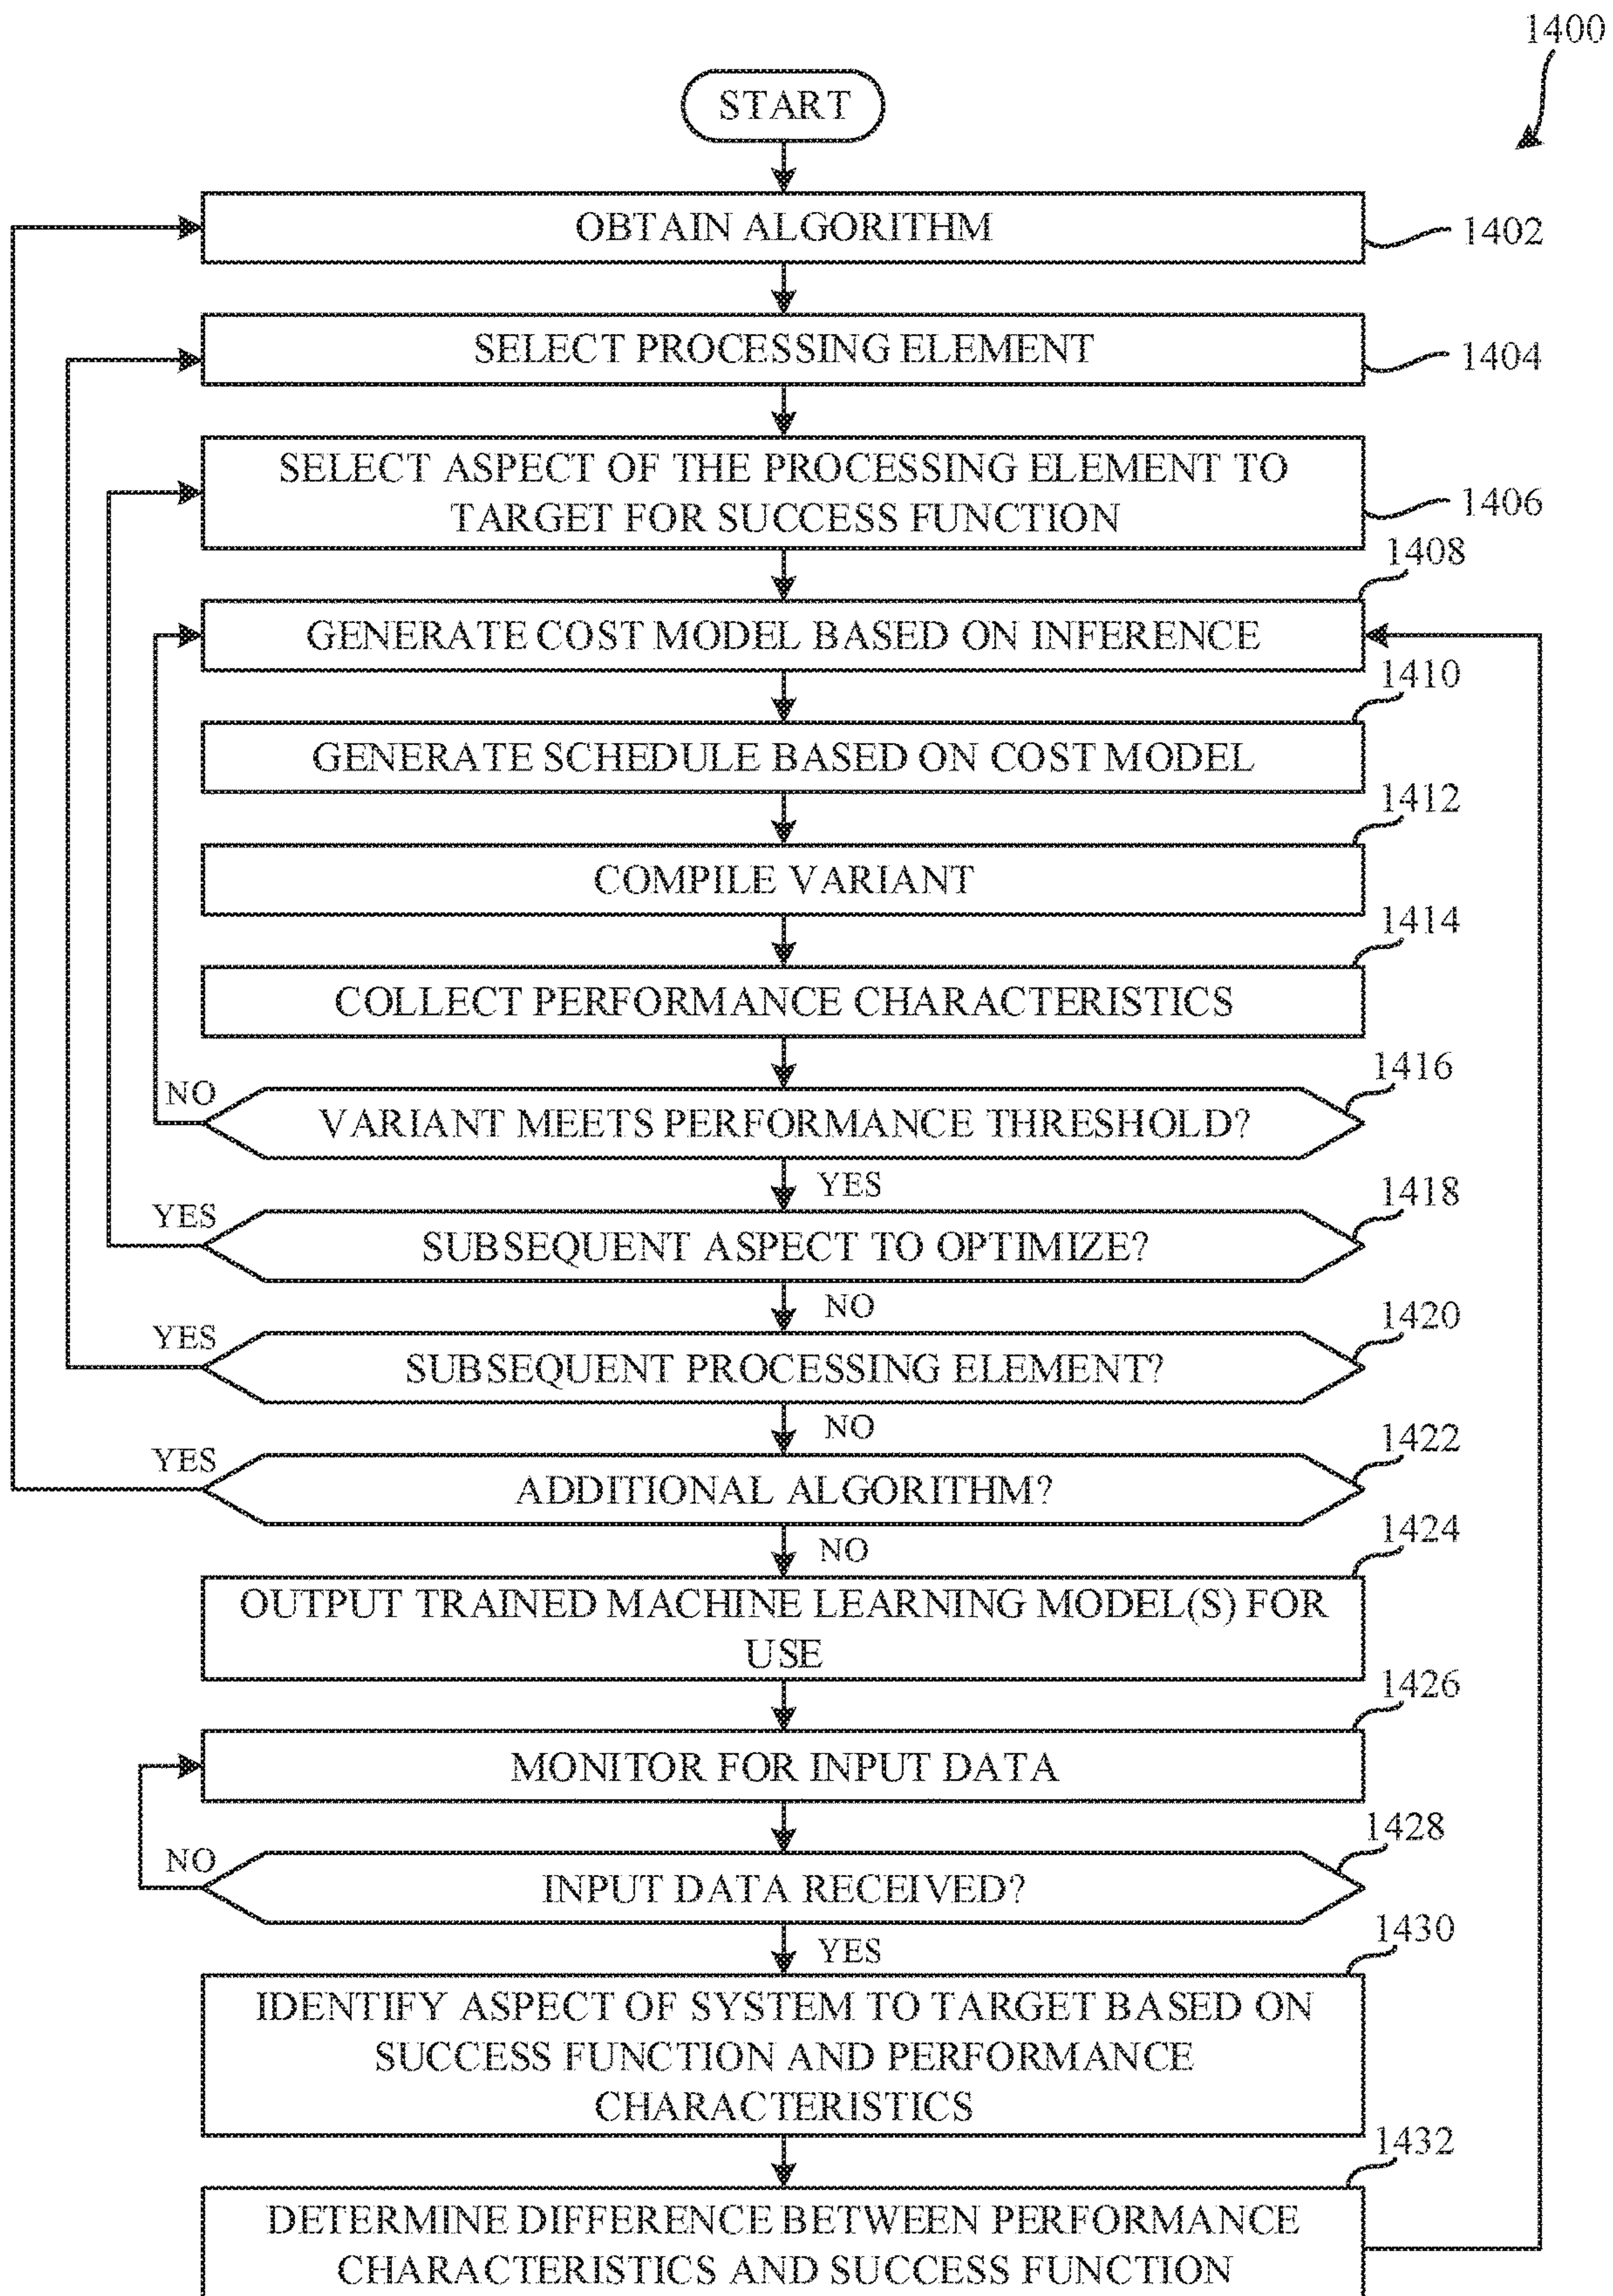 1400
START
OBTAIN ALGORITHM
1402
SELECT PROCESSING ELEMENT
1404
SELECT ASPECT OF THE PROCESSING ELEMENT TO
TARGET FOR SUCCESS FUNCTION
1406
1408
GENERATE COST MODEL BASED ON INFERENCE
1410
GENERATE SCHEDULE BASED ON COST MODEL
1412
COMPILE VARIANT
1414
COLLECT PERFORMANCE CHARACTERISTICS
1416
NO
VARIANT MEETS PERFORMANCE THRESHOLD?
YES
1418
YES
SUBSEQUENT ASPECT TO OPTIMIZE?
NO
1420
YES
SUBSEQUENT PROCESSING ELEMENT?
NO
1422
YES
ADDITIONAL ALGORITHM?
NO
1424
OUTPUT TRAINED MACHINE LEARNING MODEL(S) FOR
USE
1426
MONITOR FOR INPUT DATA
1428
NO
INPUT DATA RECEIVED?
YES
1430
IDENTIFY ASPECT OF SYSTEM TO TARGET BASED ON
SUCCESS FUNCTION AND PERFORMANCE
CHARACTERISTICS
1432
DETERMINE DIFFERENCE BETWEEN PERFORMANCE
CHARACTERISTICS AND SUCCESS FUNCTION